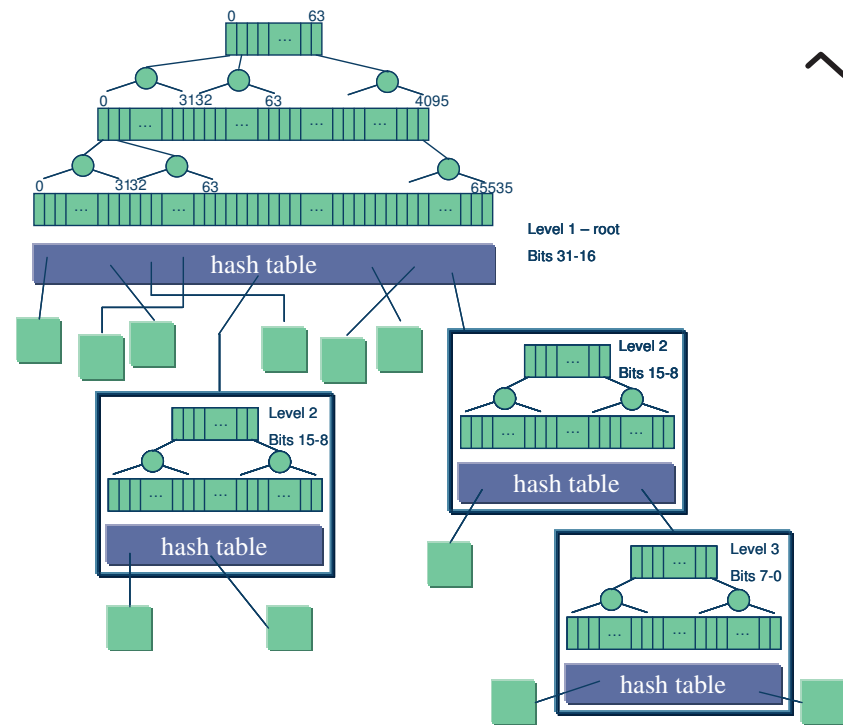 0 63
...
0 3132 63 4095
... ... ... ...
0 3132 63 65535
... ... ... ...
Level 1 – root
Bits 31-16
hash table
Level 2
Bits 15-8
...
... ... ...
hash table
Level 2
Bits 15-8
...
... ... ...
hash table
Level 3
Bits 7-0
...
... ... ...
hash table